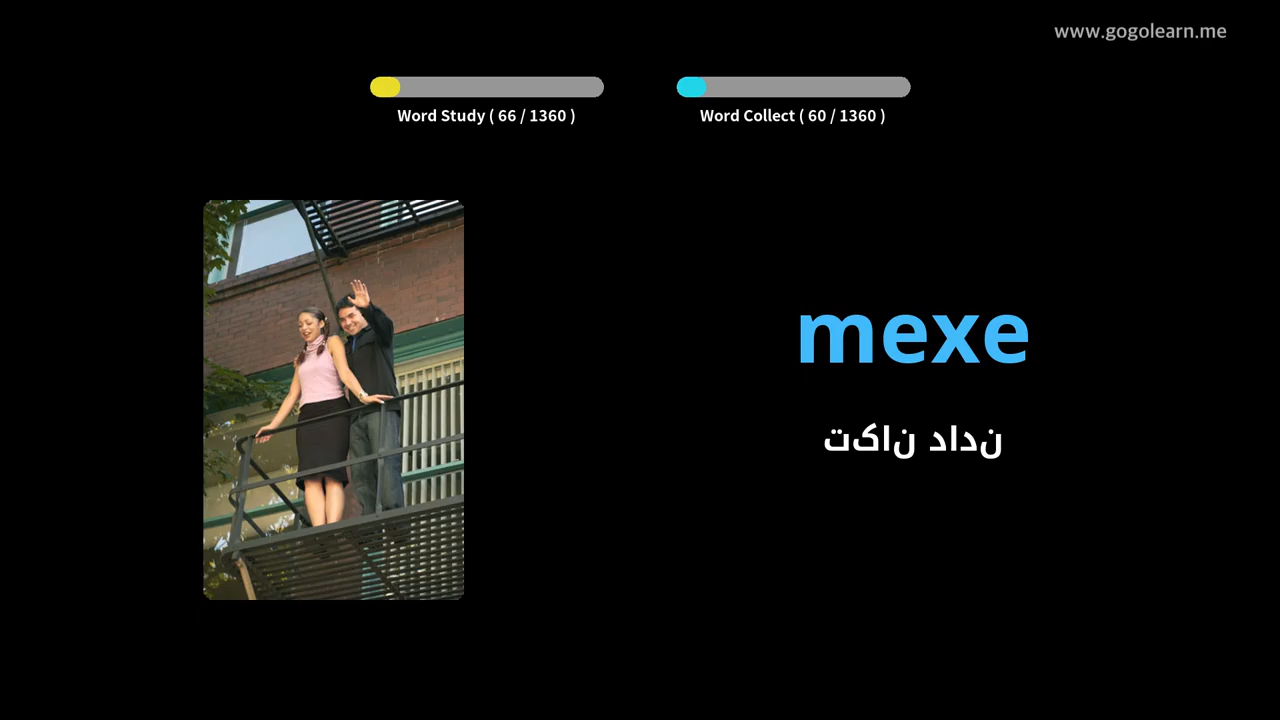 www.gogolearn.me
Word Study ( 66 / 1360 )
Word Collect ( 60 / 1360 )
mexe
تکان دادن